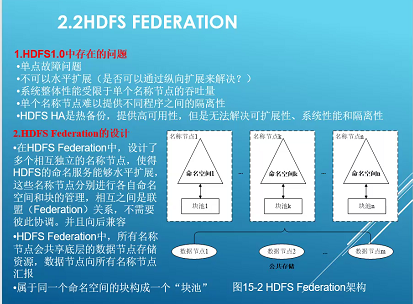 2.2HDFS FEDERATION
1.HDFS1.0中存在的问题
•单点故障问题
•不可以水平扩展（是否可以通过纵向扩展来解决？）
•系统整体性能受限于单个名称节点的吞吐量
•单个名称节点难以提供不同程序之间的隔离性
•HDFS HA是热备份，提供高可用性，但是无法解决可扩展性、系统性能和隔离性
2.HDFS Federation的设计
•在HDFS Federation中，设计了
多个相互独立的名称节点，使得
HDFS的命名服务能够水平扩展，
这些名称节点分别进行各自命名
空间和块的管理，相互之间是联
盟（Federation）关系，不需要
彼此协调。并且向后兼容
•HDFS Federation中，所有名称
节点会共享底层的数据节点存储
资源，数据节点向所有名称节点
汇报
•属于同一个命名空间的块构成一个“块池”
名称节点1 名称节点k 名称节点n
命名空间1 命名空间k 命名空间n
... ...
块池1 块池k 块池n
数据节点1 数据节点2 ... 数据节点m
公共存储
图15-2 HDFS Federation架构